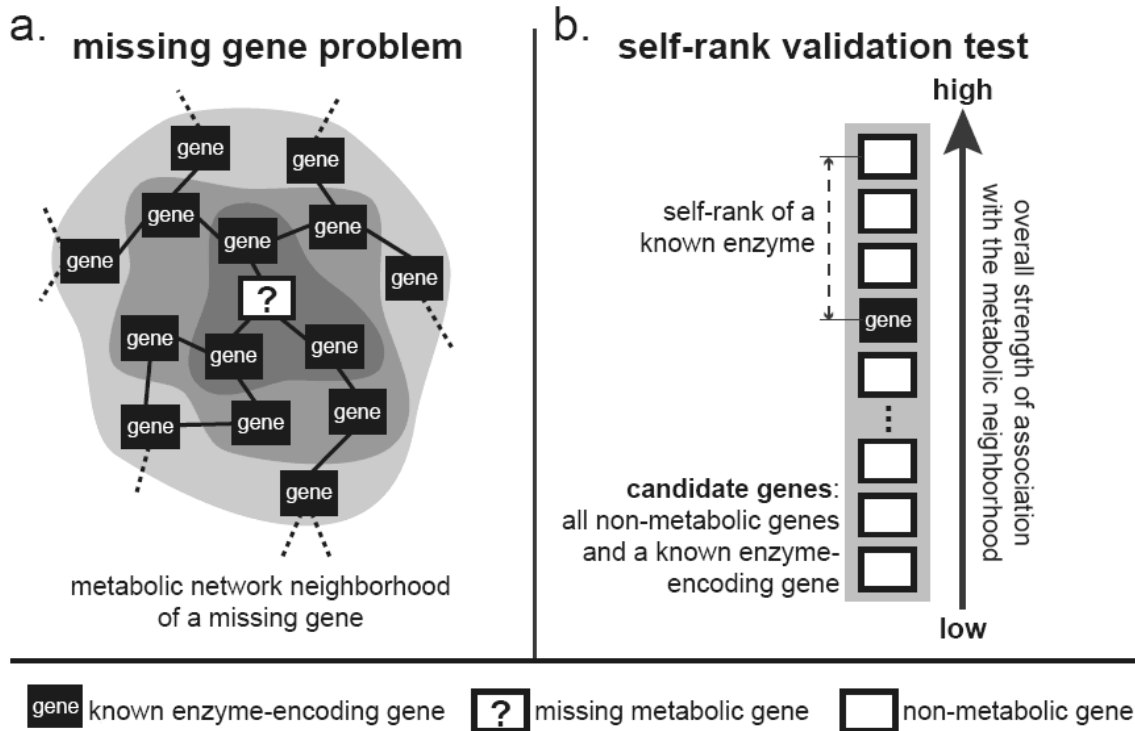 a.
missing gene problem
gene
gene
gene
gene
gene
gene
gene
?
gene
gene
gene
gene
gene
gene
gene
metabolic network neighborhood
of a missing gene
b.
self-rank validation test
high
self-rank of a
known enzyme
gene
candidate genes:
all non-metabolic genes
and a known enzyme-
encoding gene
overall strength of association
with the metabolic neighborhood
low
gene known enzyme-encoding gene
? missing metabolic gene
non-metabolic gene